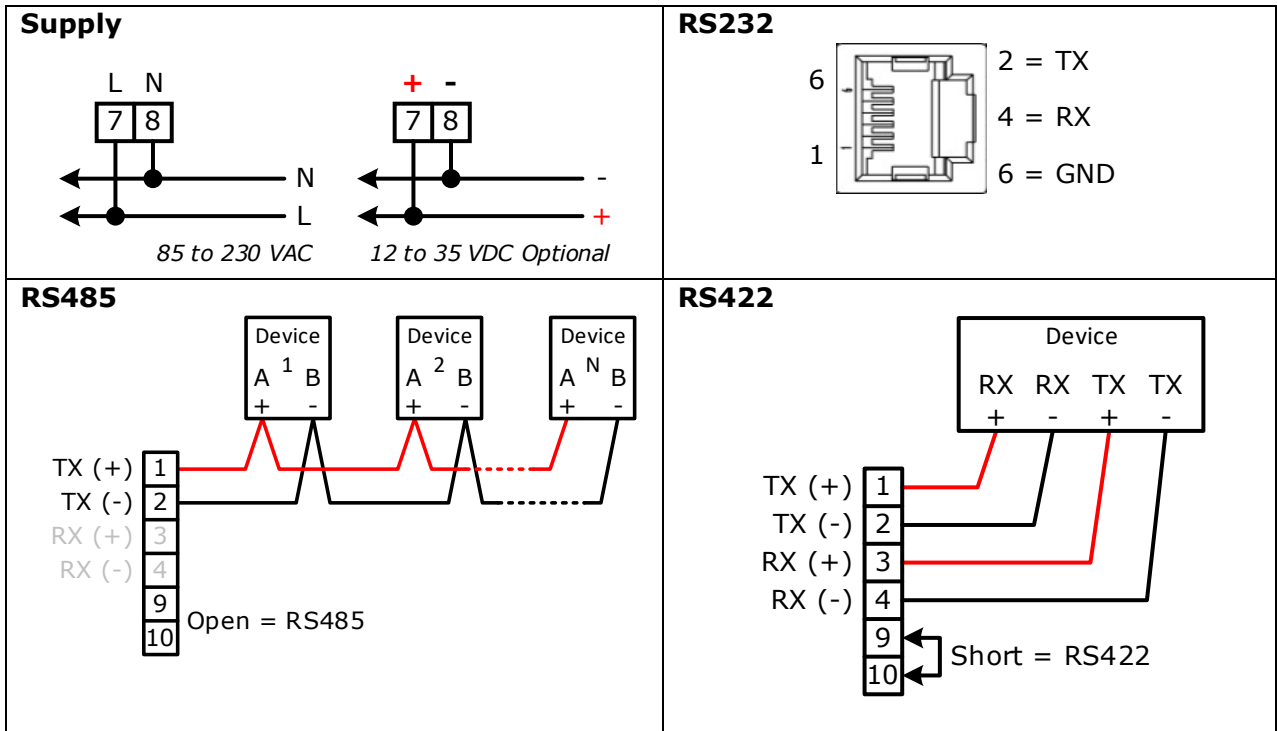 Supply
L N
7 8
N
L
85 to 230 VAC
+ -
7 8
-
+
12 to 35 VDC Optional
RS232
6
1
2 = TX
4 = RX
6 = GND
RS485
Device
1
A B
+ -
Device
2
A B
+ -
Device
N
A B
+ -
TX (+) 1
TX (-) 2
RX (+) 3
RX (-) 4
9
10
Open = RS485
RS422
Device
RX RX TX TX
+ - + -
TX (+) 1
TX (-) 2
RX (+) 3
RX (-) 4
9
10
Short = RS422